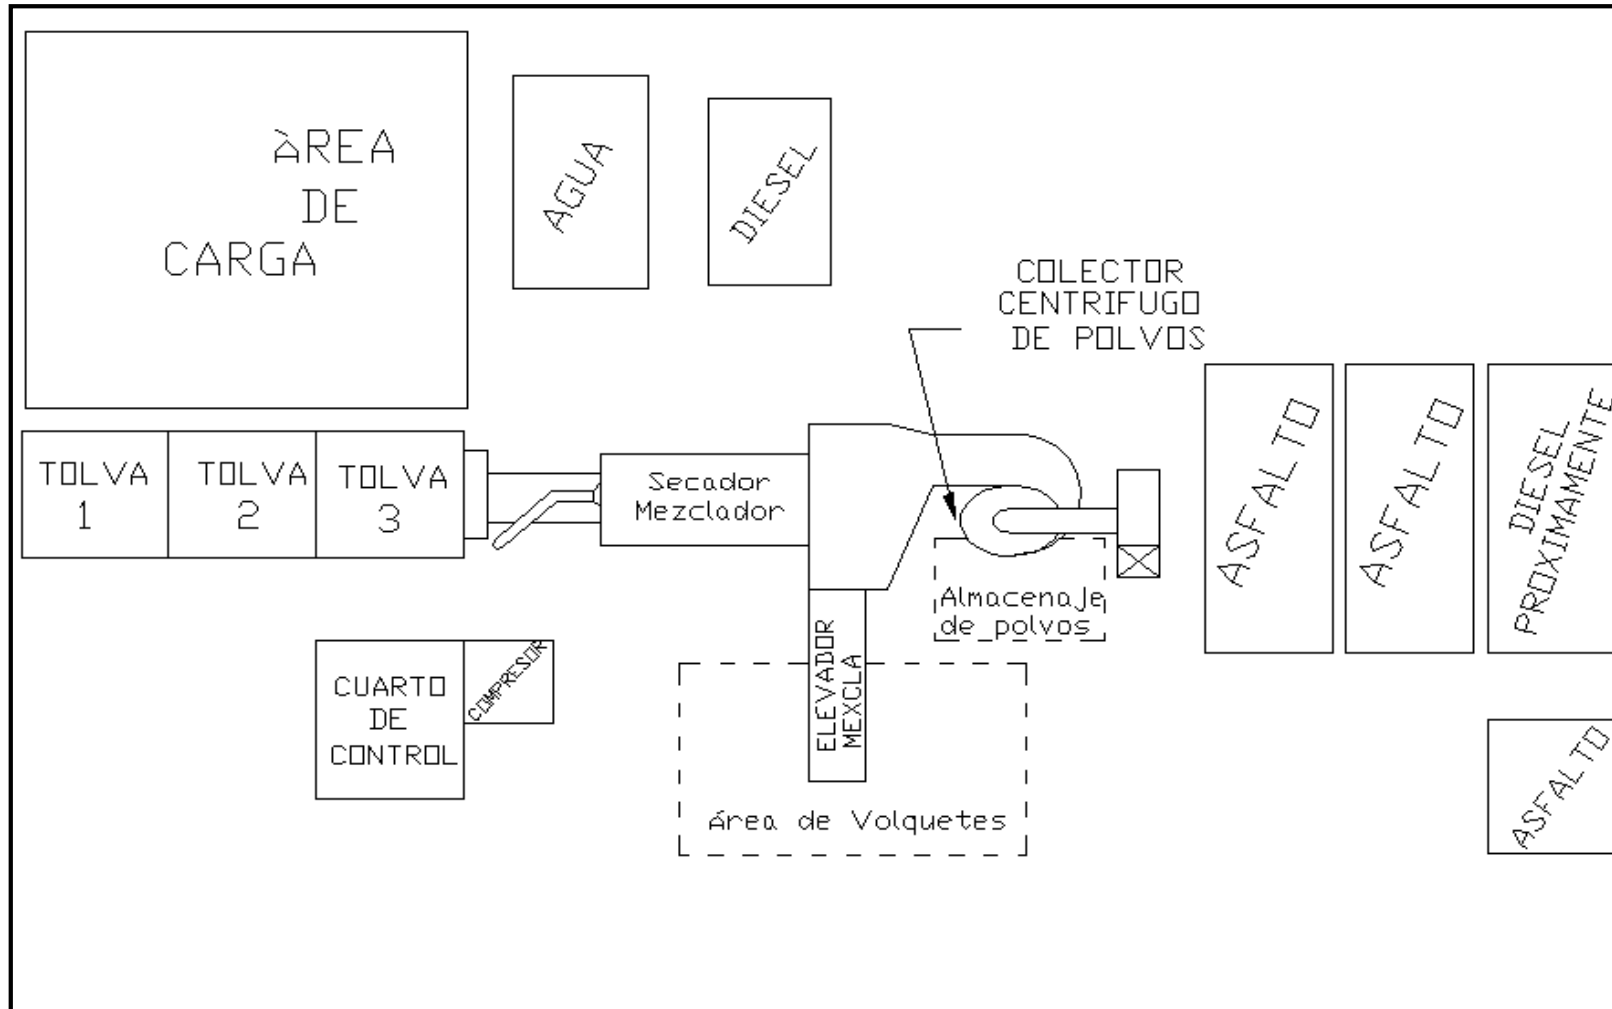 ÀREA
DE
CARGA
AGUA
DIESEL
COLECTOR
CENTRIFUGO
DE POLVOS
TOLVA
1
TOLVA
2
TOLVA
3
Secador
Mezclador
ASFALTO
ASFALTO
DIESEL
PROXIMAMENTE
Almacenaje
de polvos
CUARTO
DE
CONTROL
COMPRESOR
ELEVADOR
MEXCLA
Área de Volquetes
ASFALTO